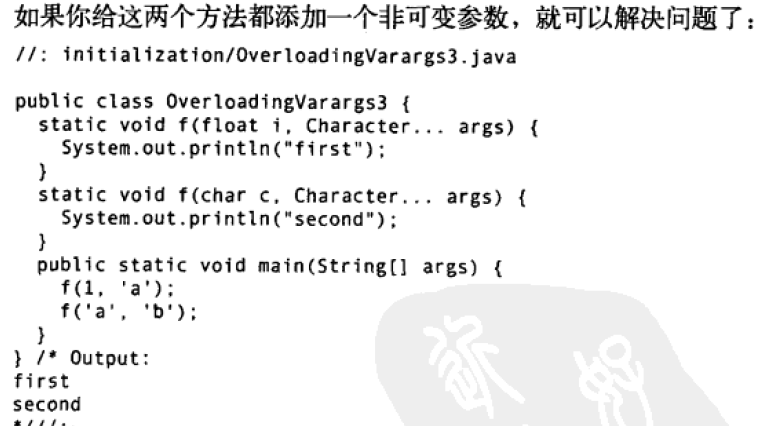 如果你给这两个方法都添加一个非可变参数，就可以解决问题了：
//: initialization/OverloadingVarargs3.java
public class OverloadingVarargs3 {
static void f(float i, Character... args) {
System.out.println("first");
}
static void f(char c, Character... args) {
System.out.println("second");
}
public static void main(String[] args) {
f(1, 'a');
f('a', 'b');
}
} /* Output:
first
second
*///:~